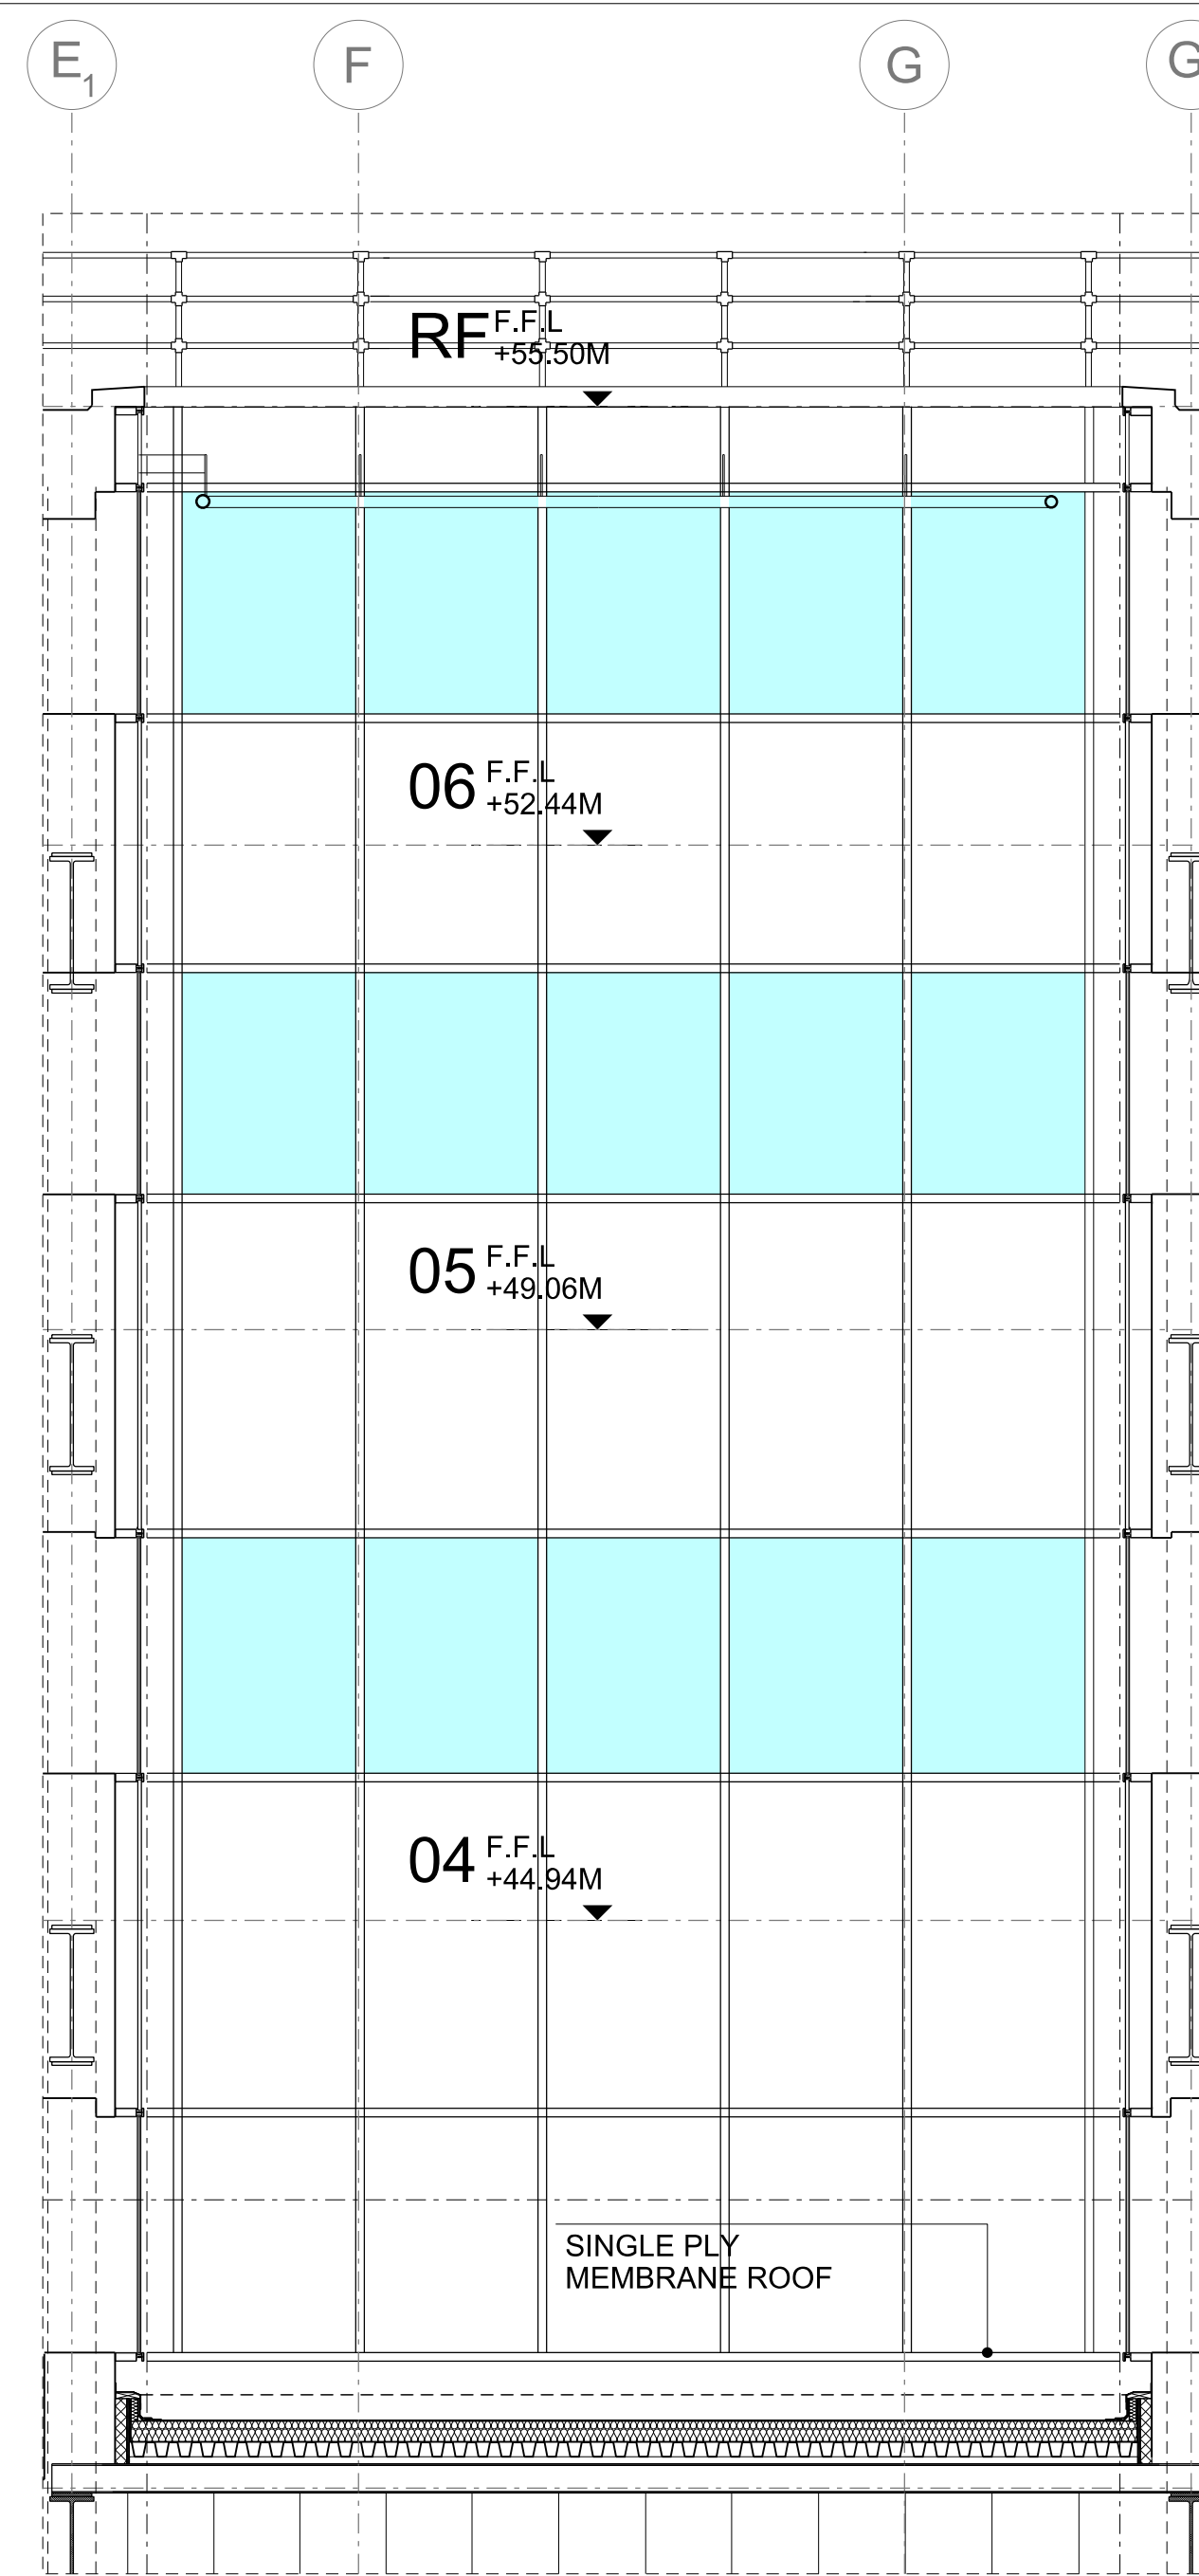 E1 F G G
RF F.F.L
+55.50M
06 F.F.L
+52.44M
05 F.F.L
+49.06M
04 F.F.L
+44.94M
SINGLE PLY
MEMBRANE ROOF